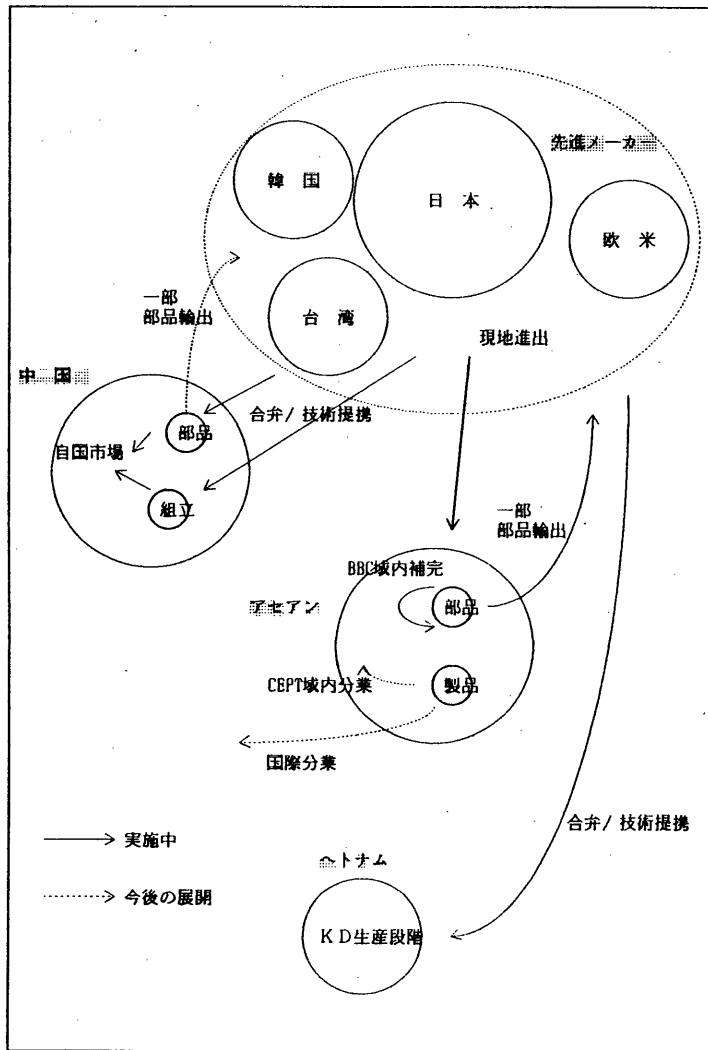 先進メーカー
韓　国
日　本
欧　米
台　湾
一部
部品輸出
現地進出
中　国
合弁/ 技術提携
部品
自国市場
組立
一部
部品輸出
BBC域内補完
アセアン
部品
CEPT域内分業
製品
国際分業
合弁/ 技術提携
実施中
ベトナム
今後の展開
ＫＤ生産段階